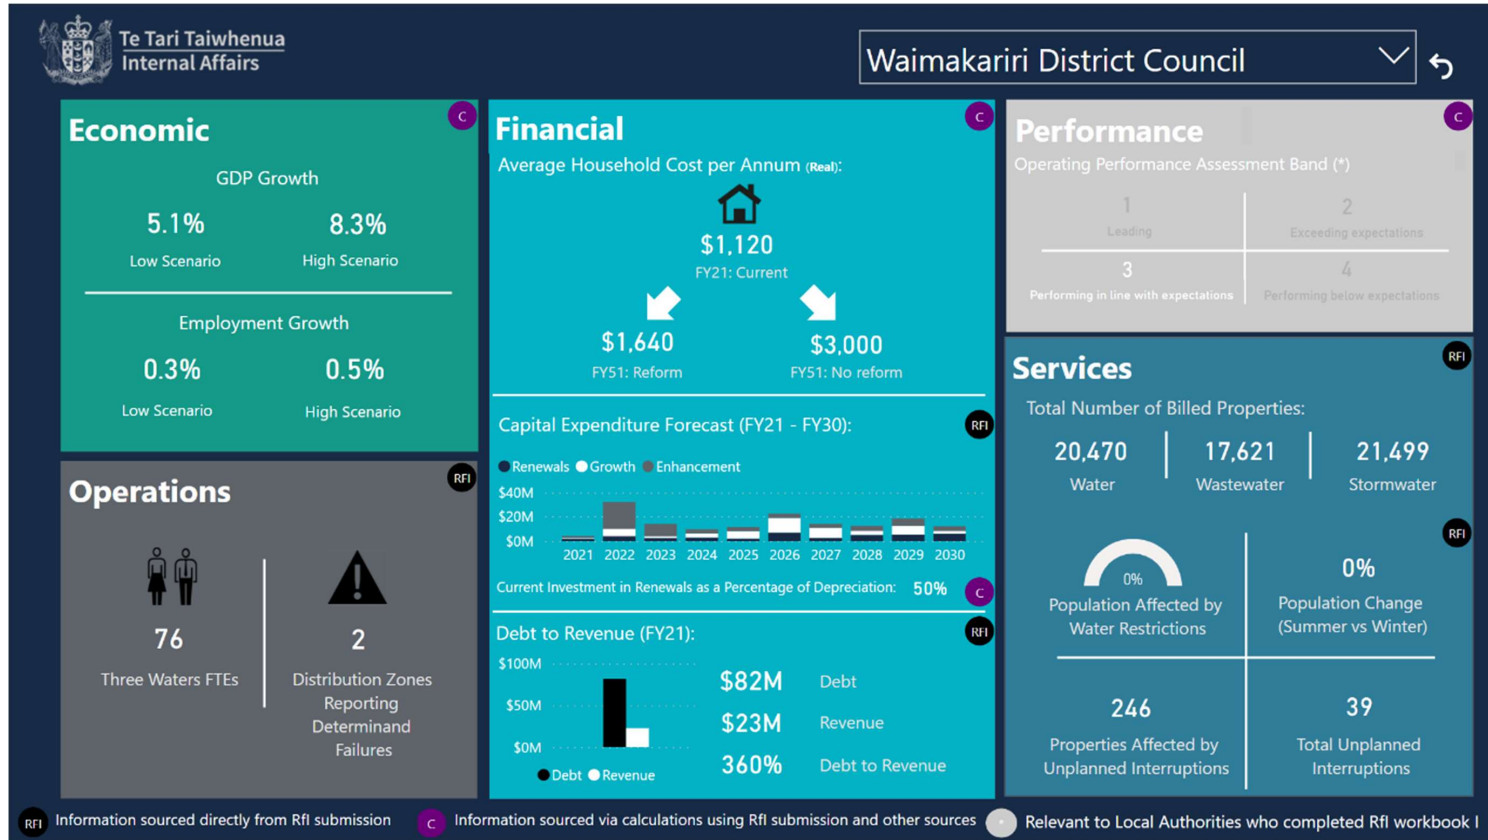 Te Tari Taiwhenua
Internal Affairs
Waimakariri District Council
Economic
C
GDP Growth
5.1%
8.3%
Low Scenario
High Scenario
Employment Growth
0.3%
0.5%
Low Scenario
High Scenario
Operations
RFI
76
2
Three Waters FTEs
Distribution Zones
Reporting
Determinand
Failures
Financial
C
Average Household Cost per Annum (Real):
$1,120
FY21: Current
$1,640
$3,000
FY51: Reform
FY51: No reform
Capital Expenditure Forecast (FY21 - FY30):
RFI
Renewals Growth Enhancement
$40M
$20M
$0M
2021 2022 2023 2024 2025 2026 2027 2028 2029 2030
Current Investment in Renewals as a Percentage of Depreciation: 50%
C
Debt to Revenue (FY21):
RFI
$100M
$50M
$0M
Debt Revenue
$82M Debt
$23M Revenue
360% Debt to Revenue
Performance
C
Operating Performance Assessment Band (*)
1
2
Leading
Exceeding expectations
3
4
Performing in line with expectations
Performing below expectations
Services
RFI
Total Number of Billed Properties:
20,470
17,621
21,499
Water
Wastewater
Stormwater
RFI
0%
Population Affected by
Water Restrictions
0%
Population Change
(Summer vs Winter)
246
Properties Affected by
Unplanned Interruptions
39
Total Unplanned
Interruptions
RFI Information sourced directly from RfI submission
C Information sourced via calculations using RfI submission and other sources
* Relevant to Local Authorities who completed RfI workbook I